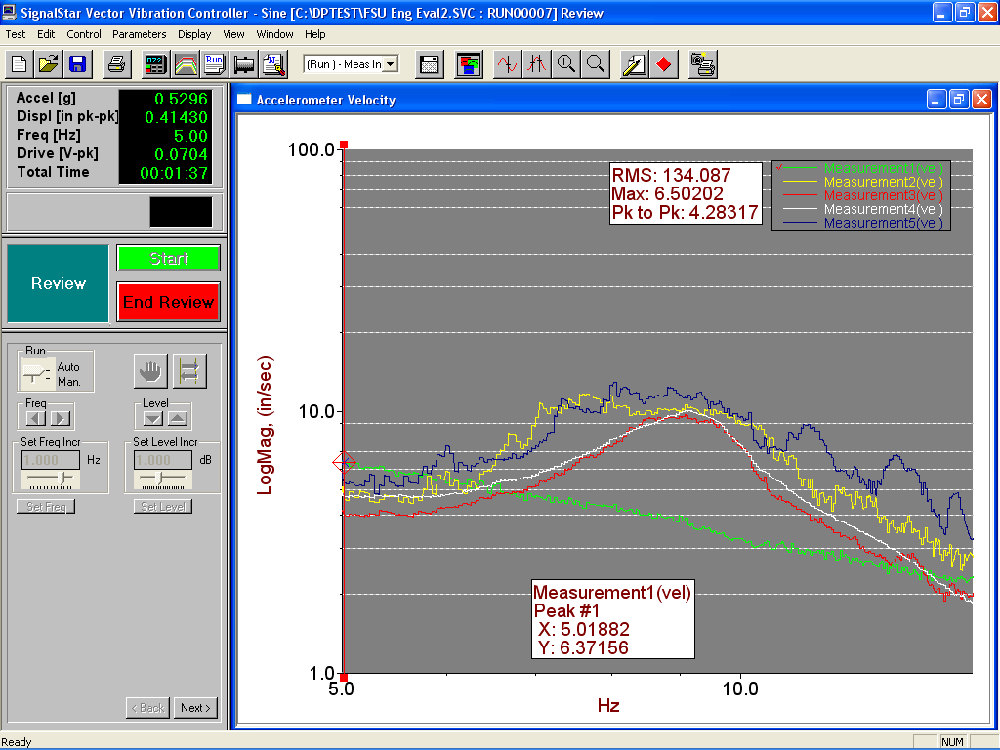 SignalStar Vector Vibration Controller - Sine [C:\DPTEST\FSU Eng Eval2.SVC : RUN00007] Review
Test Edit Control Parameters Display View Window Help
072
Run
N
(Run ) - Meas In
Accel [g] 0.5296
Displ [in pk-pk] 0.41430
Freq [Hz] 5.00
Drive [V-pk] 0.0704
Total Time 00:01:37
Review
Start
End Review
Run
Auto
Man.
Freq
Level
Set Freq Incr
1.000 Hz
Set Level Incr
1.000 dB
Set Freq
Set Level
< Back
Next >
Accelerometer Velocity
100.0
10.0
1.0
LogMag. (in/sec)
RMS: 134.087
Max: 6.50202
Pk to Pk: 4.28317
Measurement1(vel)
Measurement2(vel)
Measurement3(vel)
Measurement4(vel)
Measurement5(vel)
Measurement1(vel)
Peak #1
X: 5.01882
Y: 6.37156
5.0
10.0
Hz
Ready
NUM